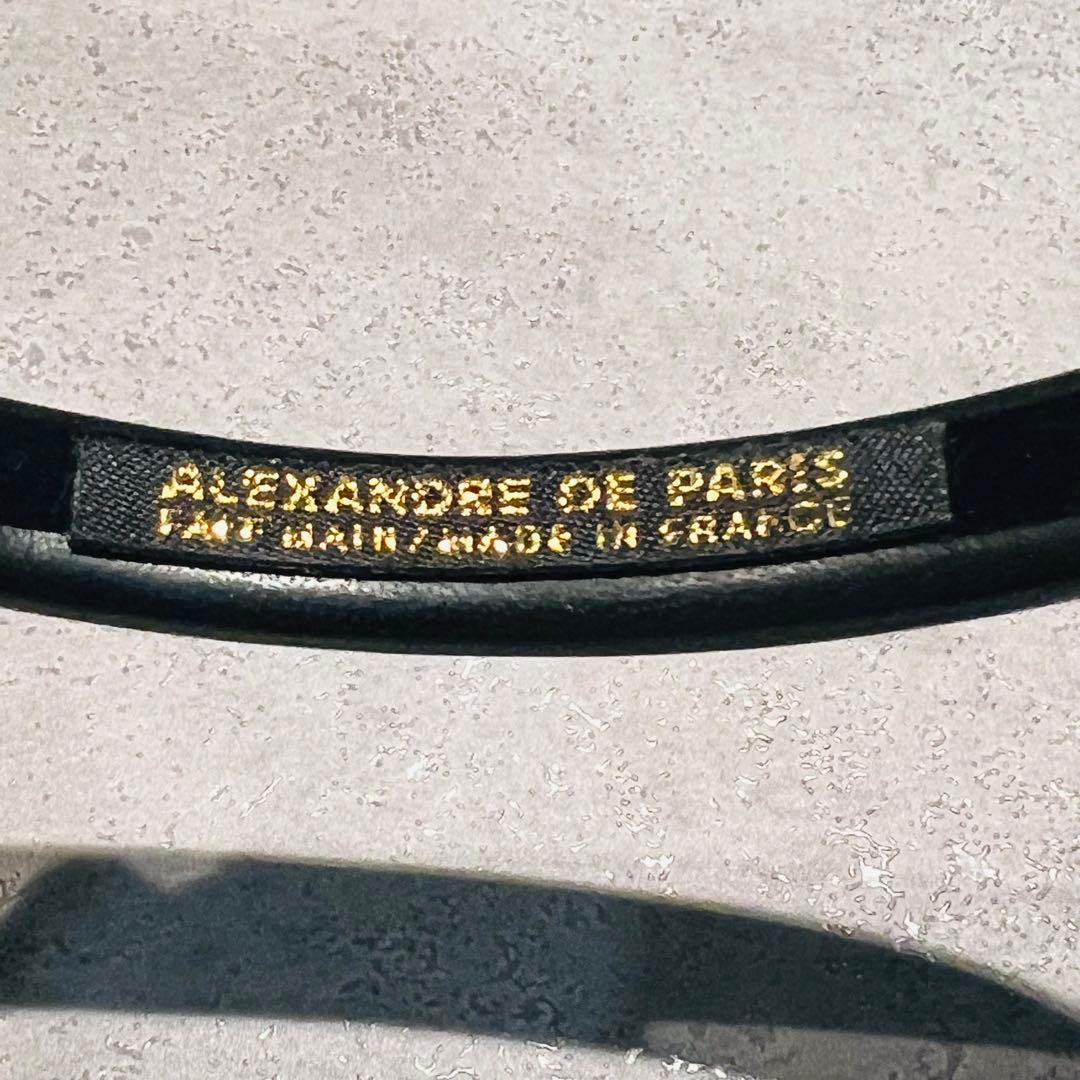 ALEXANDRE DE PARIS
FAIT MAIN / MADE IN FRANCE